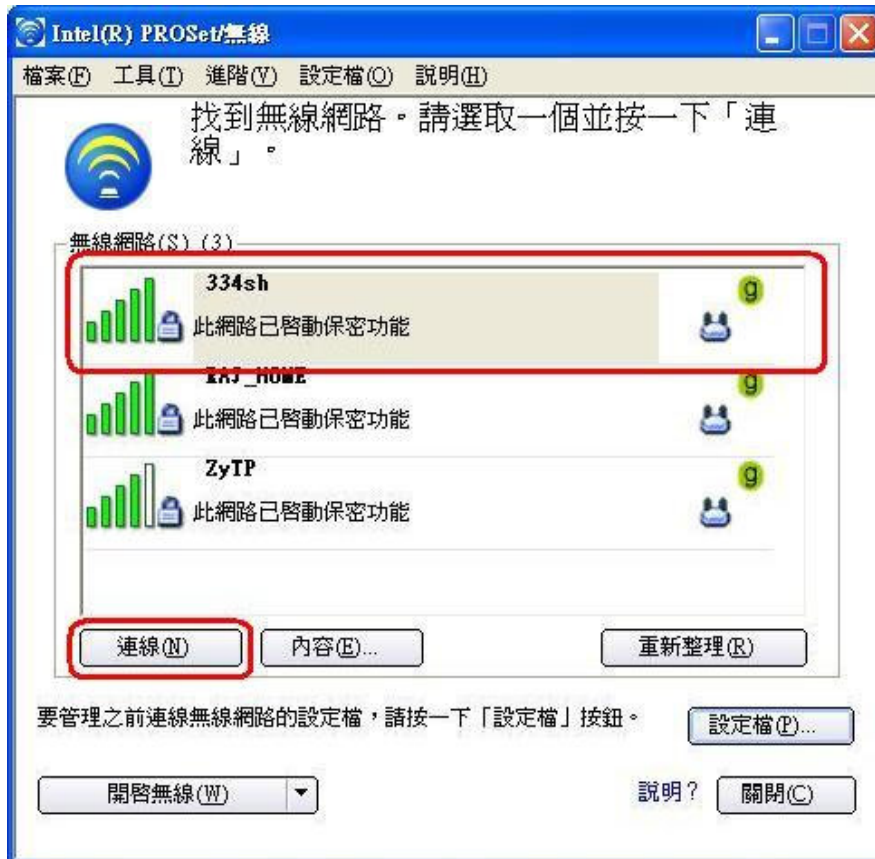 Intel(R) PROSet/無線
檔案(F) 工具(T) 進階(V) 設定檔(O) 說明(H)
找到無線網路。請選取一個並按一下「連
線」。
無線網路(S) (3)
334sh
g
此網路已啓動保密功能
g
此網路已啓動保密功能
ZyTP
g
此網路已啓動保密功能
連線(N) 內容(E)... 重新整理(R)
要管理之前連線無線網路的設定檔，請按一下「設定檔」按鈕。
設定檔(P)...
開啓無線(W) 說明? 關閉(C)